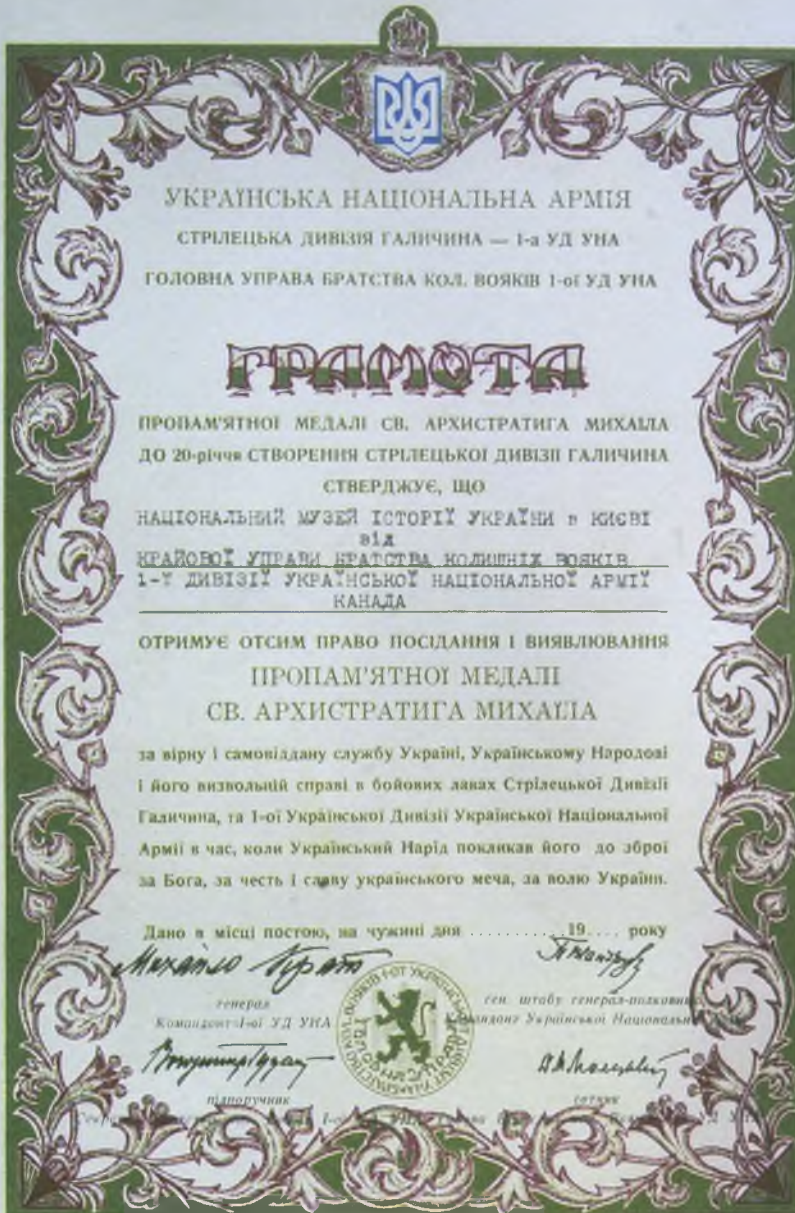 УКРАЇНСЬКА НАЦІОНАЛЬНА АРМІЯ
СТРІЛЕЦЬКА ДИВІЗІЯ ГАЛИЧИНА — 1-а УД УНА
ГОЛОВНА УПРАВА БРАТСТВА КОЛ. ВОЯКІВ 1-ої УД УНА
ГРАМОТА
ПРОПАМ'ЯТНОЇ МЕДАЛІ СВ. АРХИСТРАТИГА МИХАЇЛА
ДО 20-річчя СТВОРЕННЯ СТРІЛЕЦЬКОЇ ДИВІЗІЇ ГАЛИЧИНА
СТВЕРДЖУЄ, ЩО
НАЦІОНАЛЬНИЙ МУЗЕЙ ІСТОРІЇ УКРАЇНИ в КИЄВІ
від
КРАЙОВОЇ УПРАВИ БРАТСТВА КОЛИШНІХ ВОЯКІВ
1-Ї ДИВІЗІЇ УКРАЇНСЬКОЇ НАЦІОНАЛЬНОЇ АРМІЇ
КАНАДА
ОТРИМУЄ ОТСИМ ПРАВО ПОСІДАННЯ І ВИЯВЛЮВАННЯ
ПРОПАМ'ЯТНОЇ МЕДАЛІ
СВ. АРХИСТРАТИГА МИХАЇЛА
за вірну і самовіддану службу Україні, Українському Народові
і його визвольній справі в бойових лавах Стрілецької Дивізії
Галичина, та 1-ої Української Дивізії Української Національної
Армії в час, коли Український Нарід покликав його до зброї
за Бога, за честь і славу українського меча, за волю України.
Дано в місці постою, на чужині дня ........... 19.... року
Михайло Крат
генерал
Командант 1-ої УД УНА
ген. штабу генерал-полковник
Командант Української Національної
підпоручник
сотник